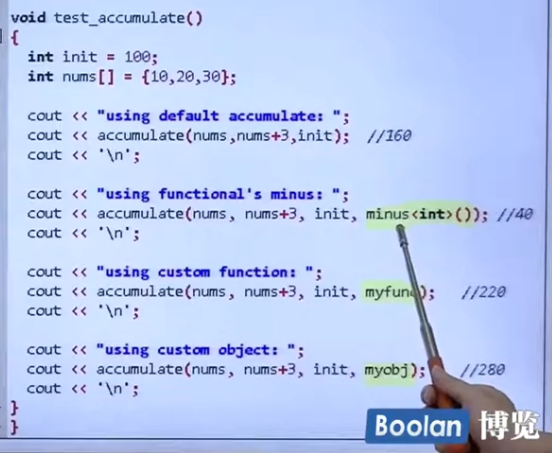 void test_accumulate()
{
int init = 100;
int nums[] = {10,20,30};
cout << "using default accumulate: ";
cout << accumulate(nums,nums+3,init); //160
cout << '\n';
cout << "using functional's minus: ";
cout << accumulate(nums, nums+3, init, minus<int>()); //40
cout << '\n';
cout << "using custom function: ";
cout << accumulate(nums, nums+3, init, myfunc); //220
cout << '\n';
cout << "using custom object: ";
cout << accumulate(nums, nums+3, init, myobj); //280
cout << '\n';
}
}
Boolan 博览